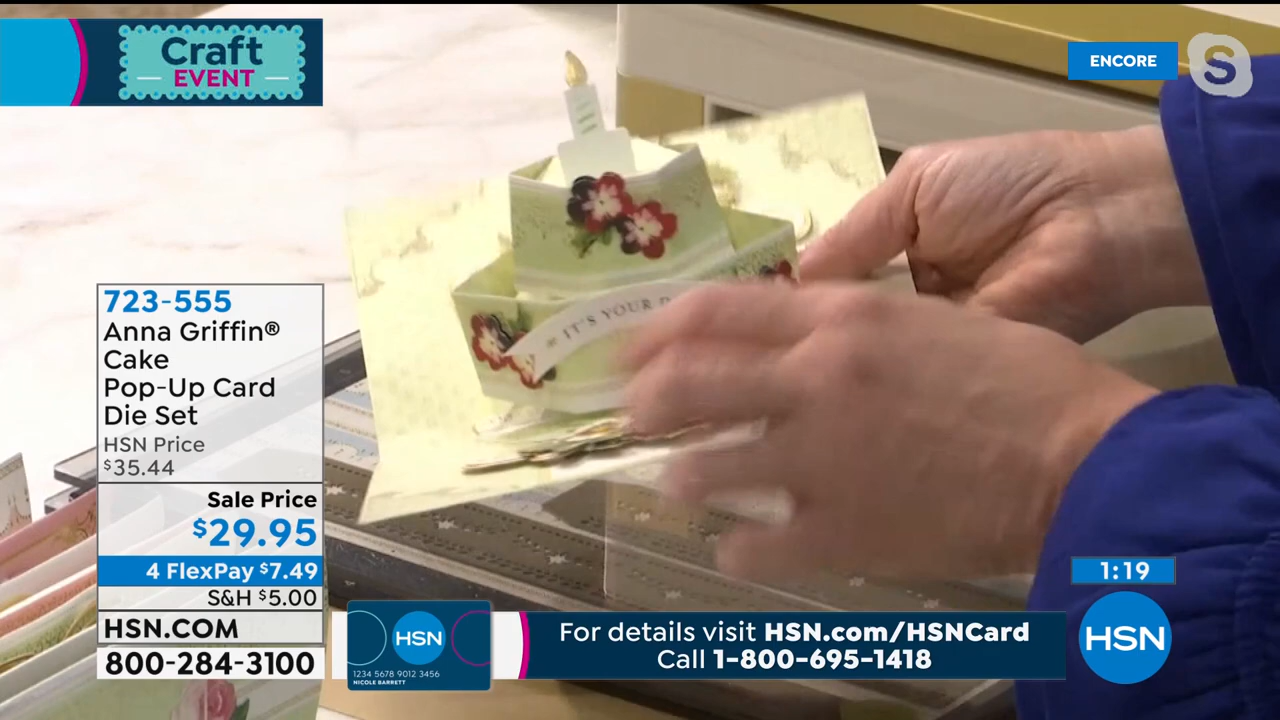 Craft
EVENT
ENCORE
S
IT'S YOUR
723-555
Anna Griffin®
Cake
Pop-Up Card
Die Set
HSN Price
$35.44
Sale Price
$29.95
4 FlexPay $7.49
S&H $5.00
HSN.COM
800-284-3100
HSN
1234 5678 9012 3456
NICOLE BARRETT
For details visit HSN.com/HSNCard
Call 1-800-695-1418
1:19
HSN